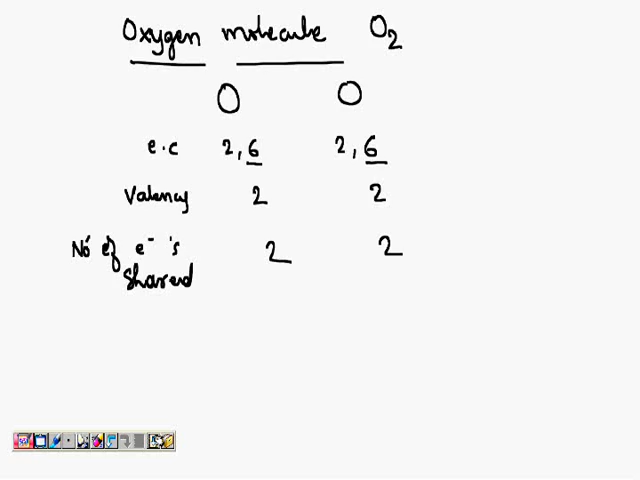 Oxygen molecule O2
O O
e.c 2,6 2,6
Valency 2 2
No of e- 's 2 2
Shared